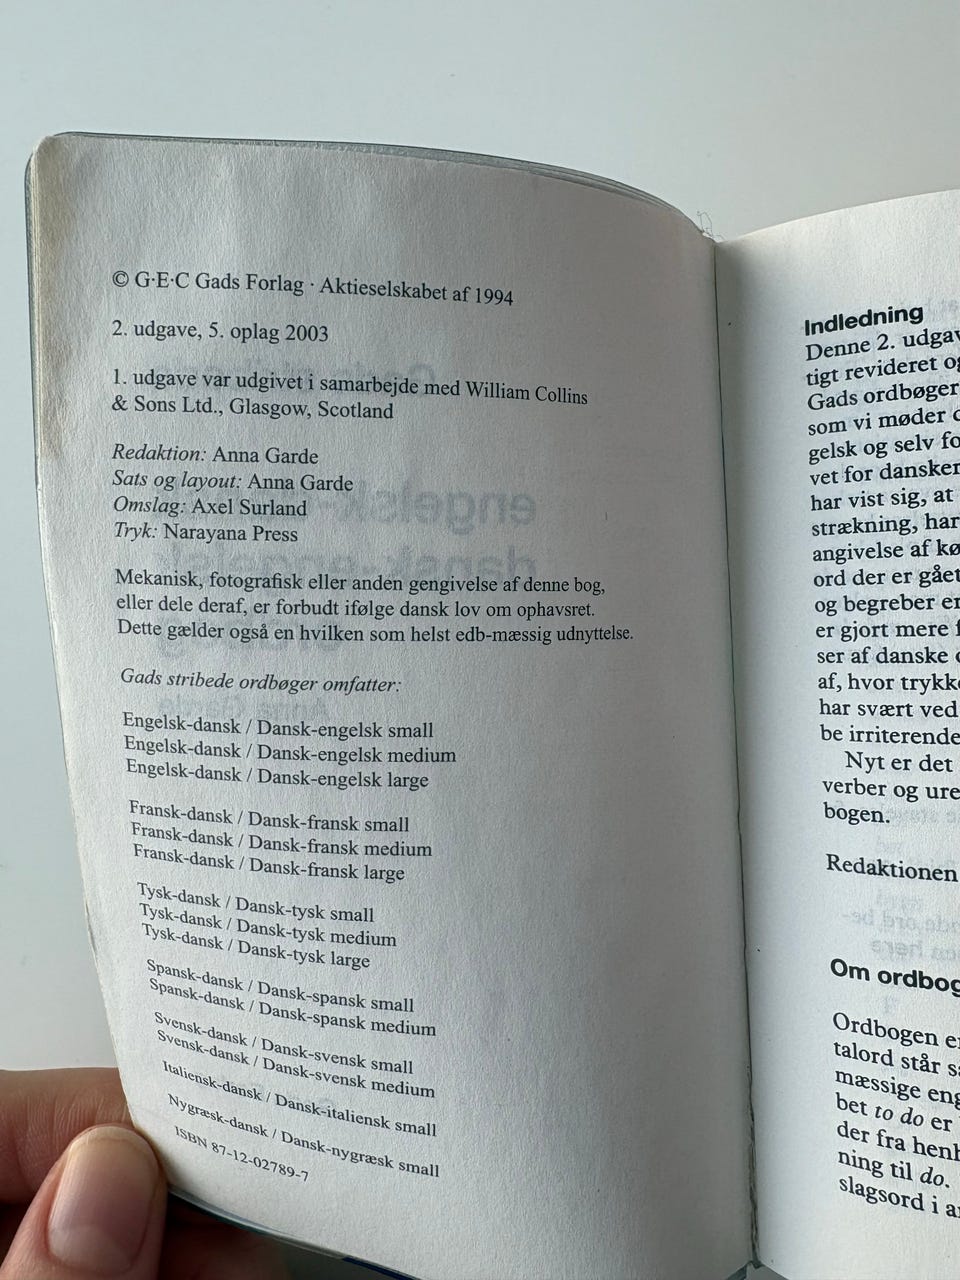 © G·E·C Gads Forlag · Aktieselskabet af 1994
2. udgave, 5. oplag 2003
1. udgave var udgivet i samarbejde med William Collins
& Sons Ltd., Glasgow, Scotland
Redaktion: Anna Garde
Sats og layout: Anna Garde
Omslag: Axel Surland
Tryk: Narayana Press
Mekanisk, fotografisk eller anden gengivelse af denne bog,
eller dele deraf, er forbudt ifølge dansk lov om ophavsret.
Dette gælder også en hvilken som helst edb-mæssig udnyttelse.
Gads stribede ordbøger omfatter:
Engelsk-dansk / Dansk-engelsk small
Engelsk-dansk / Dansk-engelsk medium
Engelsk-dansk / Dansk-engelsk large
Fransk-dansk / Dansk-fransk small
Fransk-dansk / Dansk-fransk medium
Fransk-dansk / Dansk-fransk large
Tysk-dansk / Dansk-tysk small
Tysk-dansk / Dansk-tysk medium
Tysk-dansk / Dansk-tysk large
Spansk-dansk / Dansk-spansk small
Spansk-dansk / Dansk-spansk medium
Svensk-dansk / Dansk-svensk small
Svensk-dansk / Dansk-svensk medium
Italiensk-dansk / Dansk-italiensk small
Nygræsk-dansk / Dansk-nygræsk small
ISBN 87-12-02789-7
Indledning
Denne 2. udgav
tigt revideret og
Gads ordbøger
som vi møder d
gelsk og selv fo
vet for dansker
har vist sig, at
strækning, har
angivelse af kø
ord der er gået
og begreber er
er gjort mere f
ser af danske o
af, hvor trykke
har svært ved
be irriterende
Nyt er det
verber og ure
bogen.
Redaktionen
Om ordbog
Ordbogen er
talord står sa
mæssige eng
bet to do er
der fra henh
ning til do.
slagsord i a